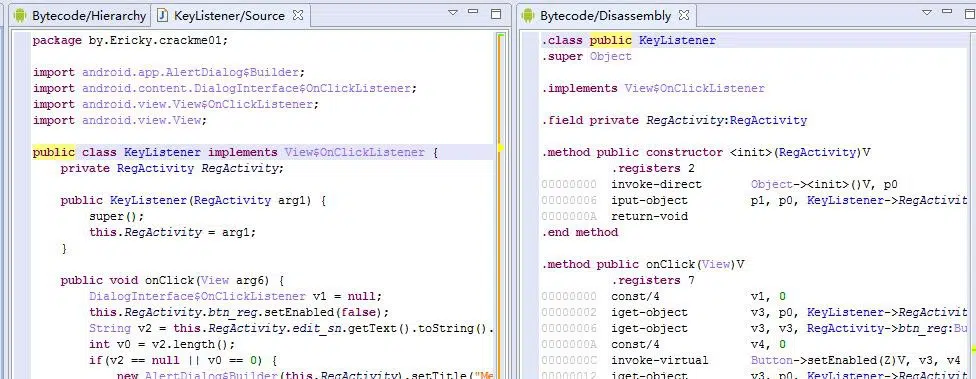 Bytecode/Hierarchy
KeyListener/Source
package by.Ericky.crackme01;
import android.app.AlertDialog$Builder;
import android.content.DialogInterface$OnClickListener;
import android.view.View$OnClickListener;
import android.view.View;
public class KeyListener implements View$OnClickListener {
private RegActivity RegActivity;
public KeyListener(RegActivity arg1) {
super();
this.RegActivity = arg1;
}
public void onClick(View arg6) {
DialogInterface$OnClickListener v1 = null;
this.RegActivity.btn_reg.setEnabled(false);
String v2 = this.RegActivity.edit_sn.getText().toString().
int v0 = v2.length();
if(v2 == null || v0 == 0) {
new AlertDialog$Builder(this.RegActivity).setTitle("Me
Bytecode/Disassembly
.class public KeyListener
.super Object
.implements View$OnClickListener
.field private RegActivity:RegActivity
.method public constructor <init>(RegActivity)V
.registers 2
00000000 invoke-direct Object-><init>()V, p0
00000006 iput-object p1, p0, KeyListener->RegActivit
0000000A return-void
.end method
.method public onClick(View)V
.registers 7
00000000 const/4 v1, 0
00000002 iget-object v3, p0, KeyListener->RegActivit
00000006 iget-object v3, v3, RegActivity->btn_reg:Bu
0000000A const/4 v4, 0
0000000C invoke-virtual Button->setEnabled(Z)V, v3, v4
00000012 iget-object v3, p0, KeyListener->RegActivit